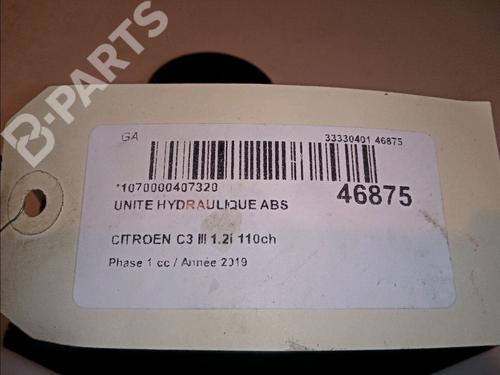 B-PARTS
GA
33330401 46875
*1070000407320
46875
UNITE HYDRAULIQUE ABS
CITROEN C3 III 1.2i 110ch
Phase 1 cc / Année 2019